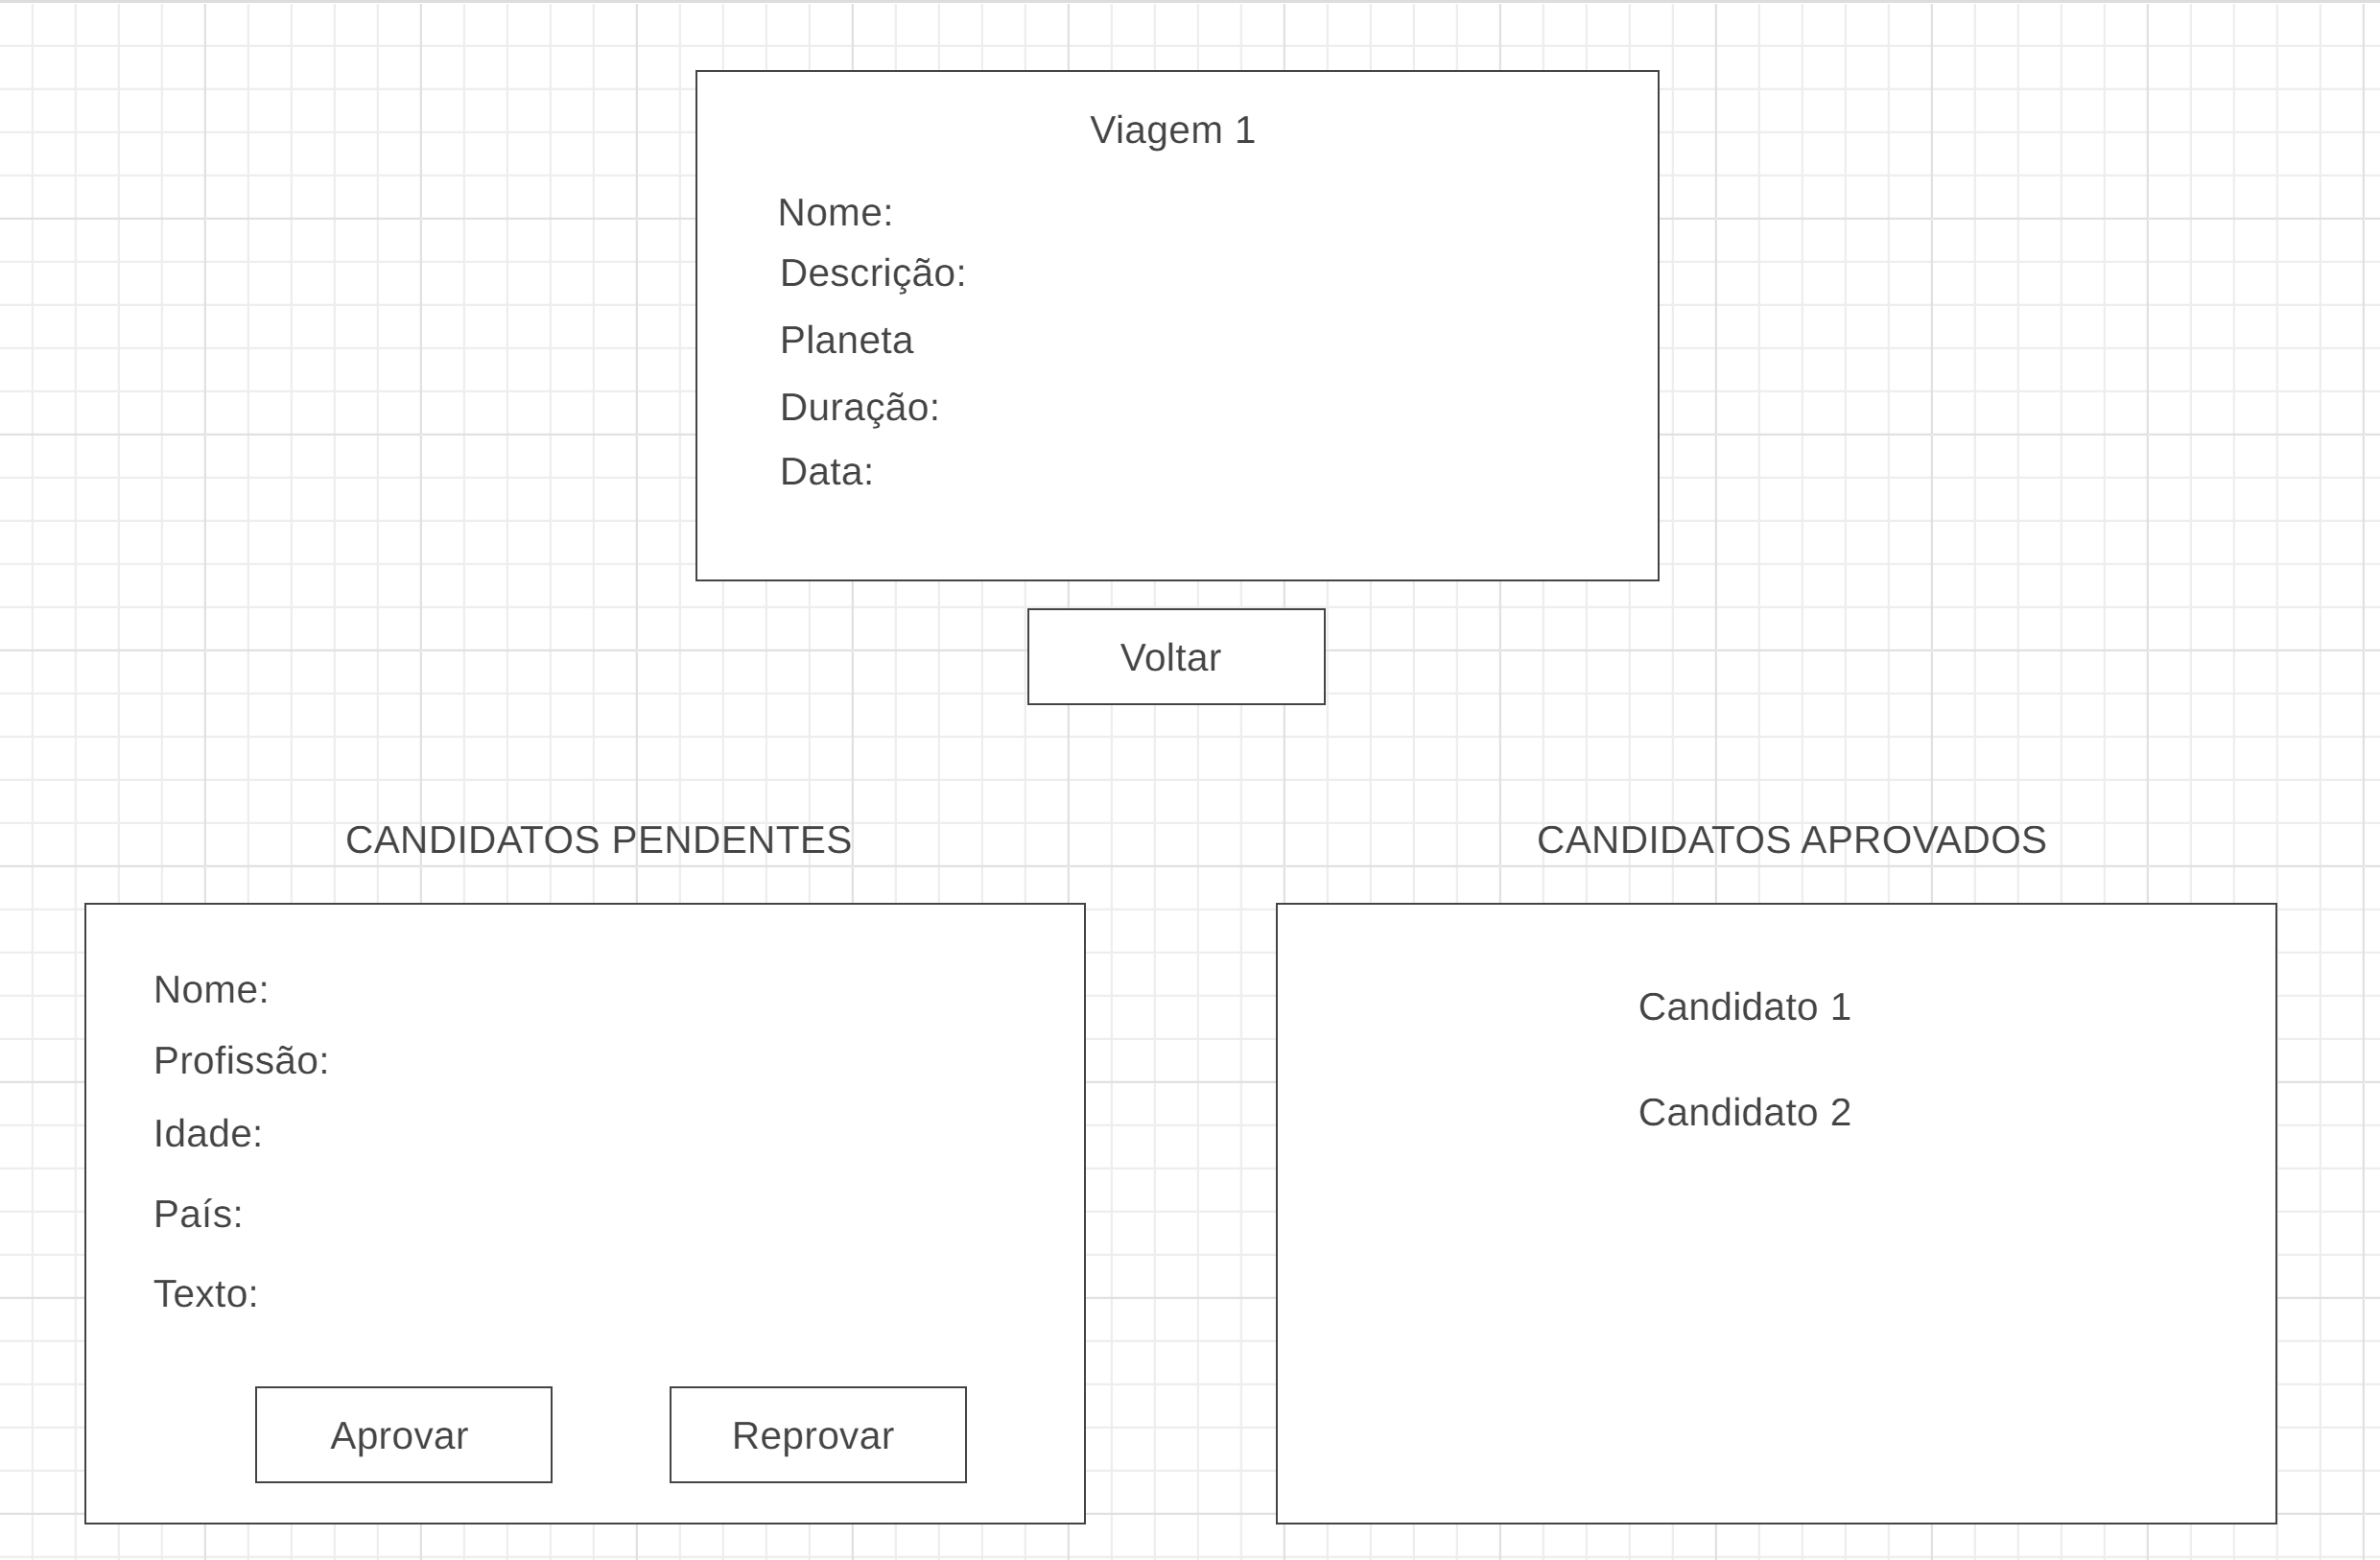 Viagem 1
Nome:
Descrição:
Planeta
Duração:
Data:
Voltar
CANDIDATOS PENDENTES
Nome:
Profissão:
Idade:
País:
Texto:
Aprovar
Reprovar
CANDIDATOS APROVADOS
Candidato 1
Candidato 2